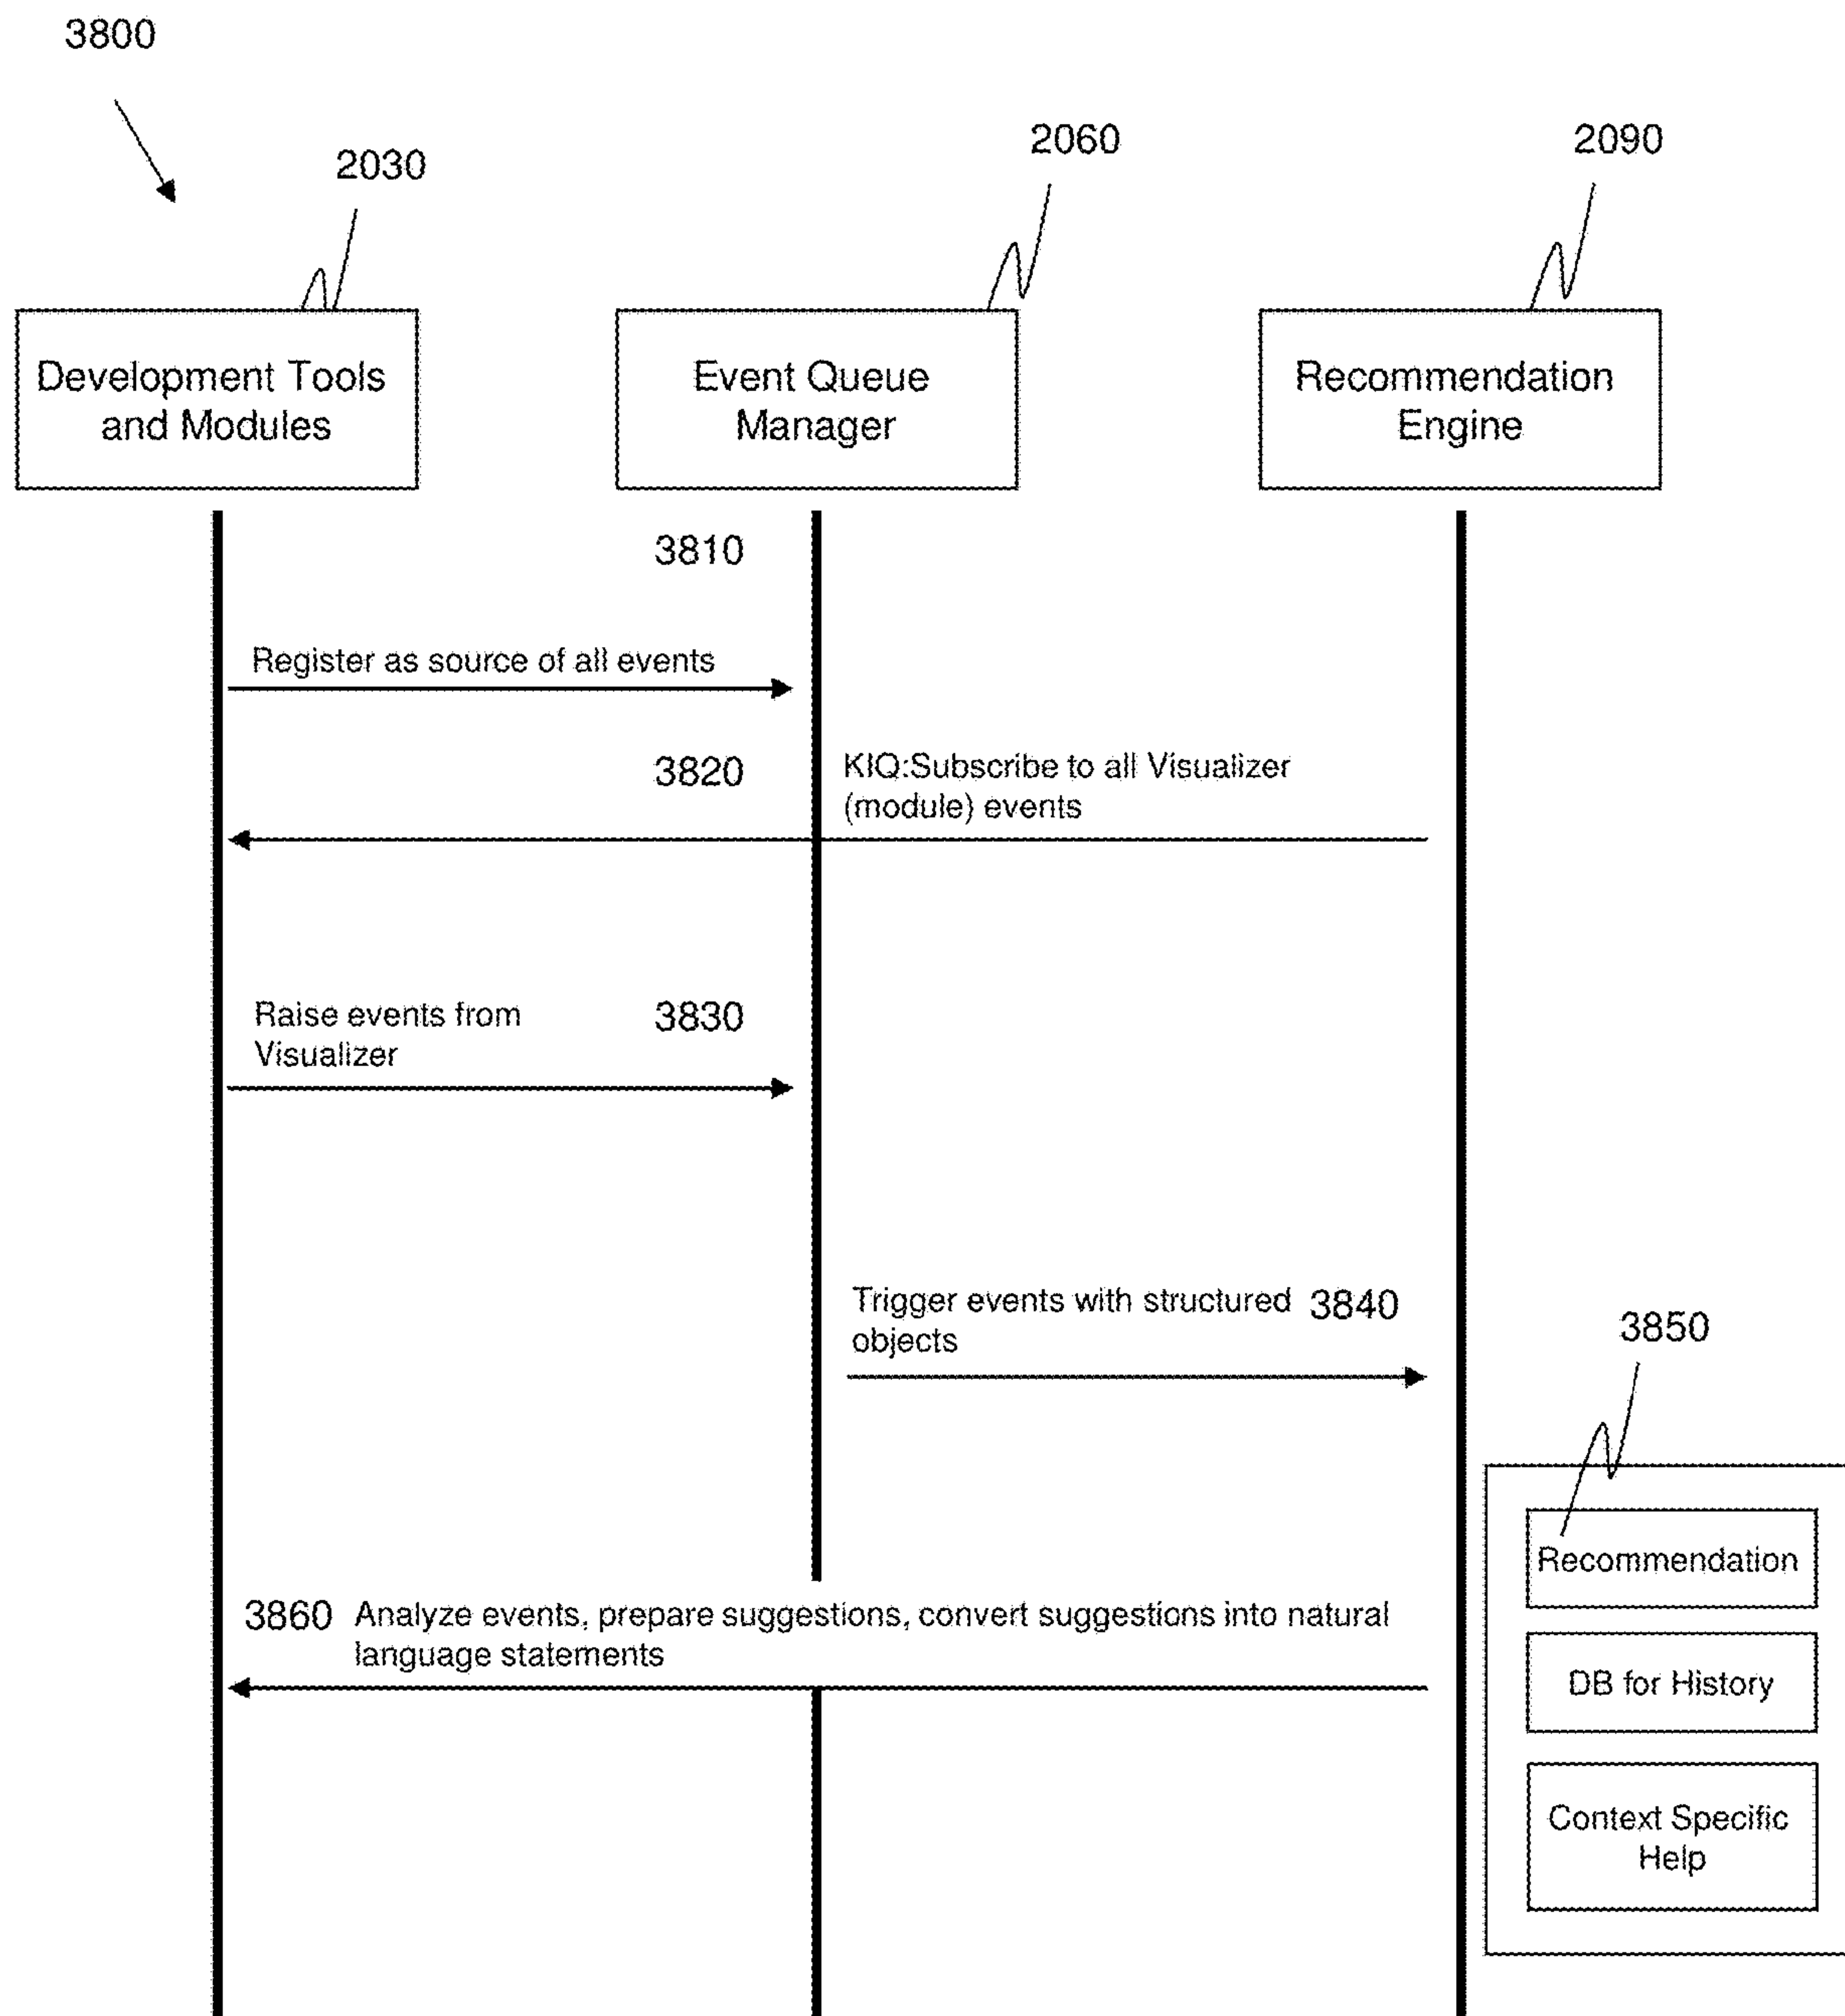 3800
2030
2060
2090
Development Tools
and Modules
Event Queue
Manager
Recommendation
Engine
3810
Register as source of all events
3820
KIQ:Subscribe to all Visualizer
(module) events
Raise events from
Visualizer
3830
Trigger events with structured
objects
3840
3850
Recommendation
DB for History
Context Specific
Help
3860
Analyze events, prepare suggestions, convert suggestions into natural
language statements